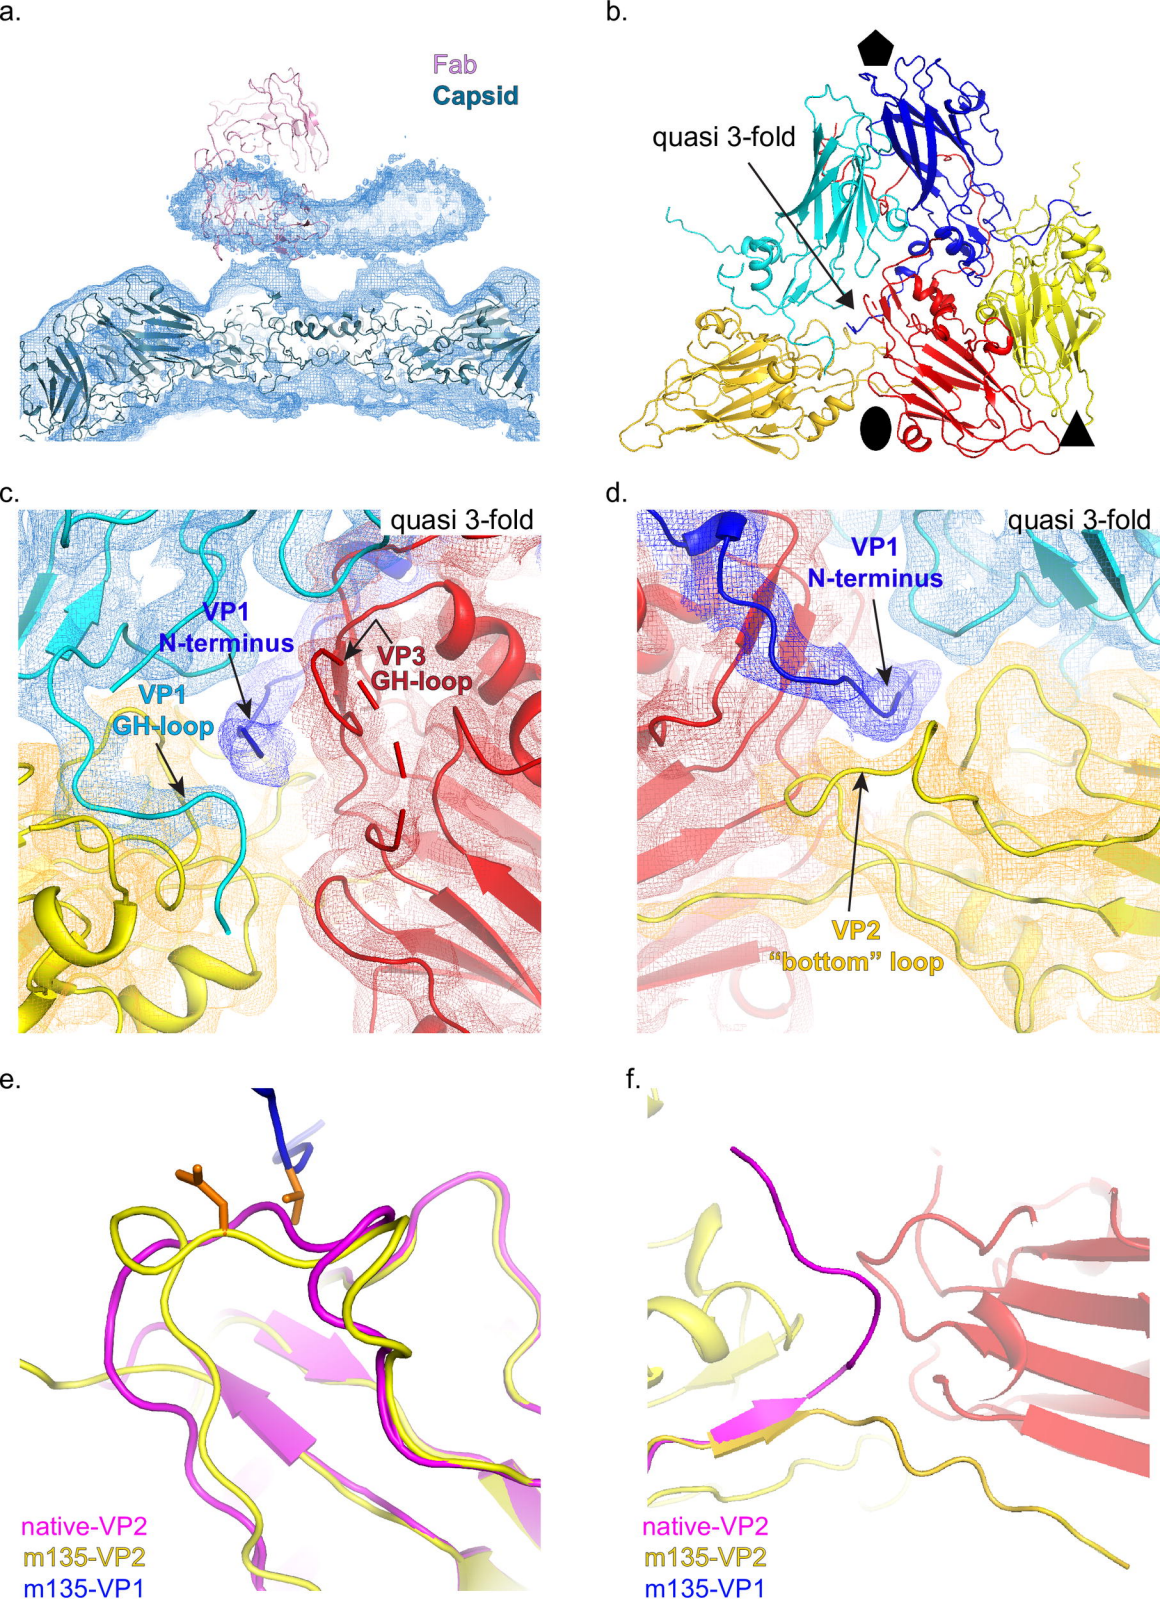 a.
Fab
Capsid
b.
quasi 3-fold
c.
quasi 3-fold
VP1
N-terminus
VP3
GH-loop
VP1
GH-loop
d.
quasi 3-fold
VP1
N-terminus
VP2
“bottom” loop
e.
native-VP2
m135-VP2
m135-VP1
f.
native-VP2
m135-VP2
m135-VP1